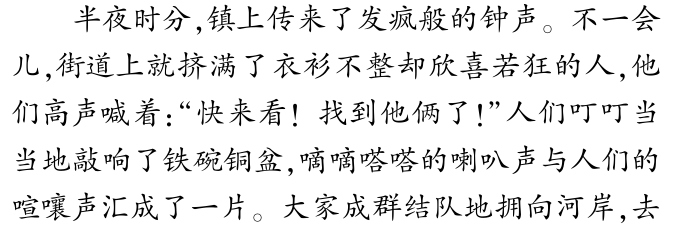 半夜时分,镇上传来了发疯般的钟声。不一会
儿,街道上就挤满了衣衫不整却欣喜若狂的人,他
们高声喊着:“快来看！找到他俩了!”人们叮叮当
当地敲响了铁碗铜盆,嘀嘀嗒嗒的喇叭声与人们的
喧嚷声汇成了一片。大家成群结队地拥向河岸,去